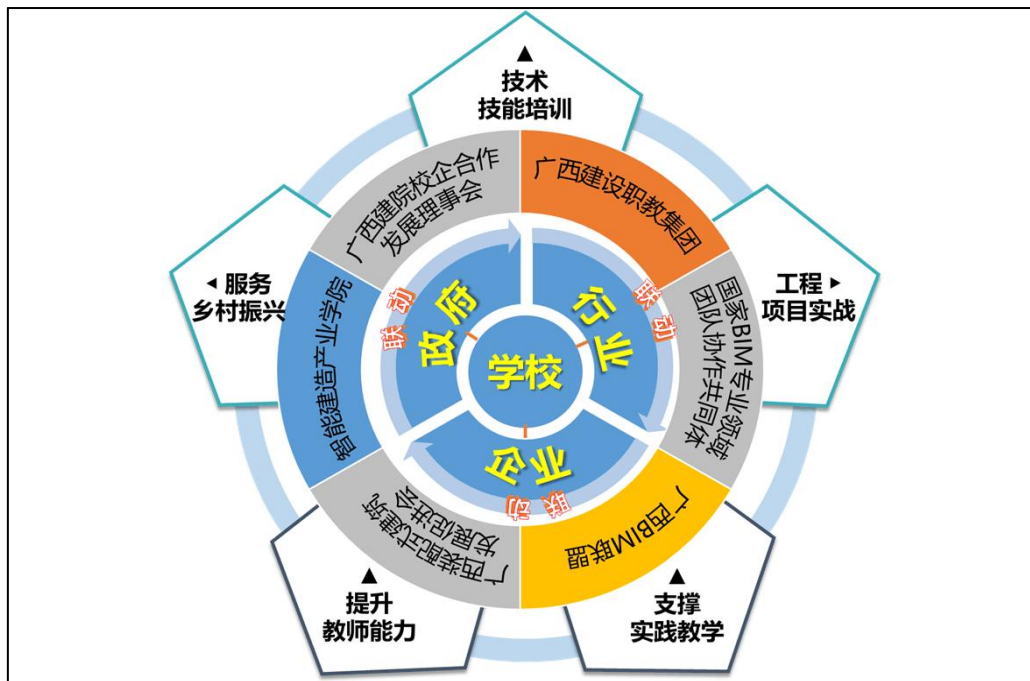 ▲
技术
技能培训
广西建设职教集团
工程▶
项目实战
国家BIM专业领域
团队协作共同体
支撑
实践教学
▲
广西BIM联盟
▲
提升
教师能力
广西装配式建筑
发展促进会
◀服务
乡村振兴
智能建造产业学院
广西建院校企合作
发展理事会
政府
行业
企业
学校
联动
联动
联动